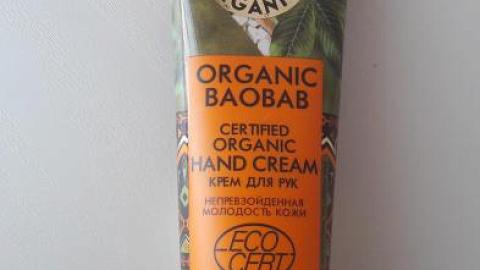 ORGANIC
BAOBAB
CERTIFIED
ORGANIC
HAND CREAM
КРЕМ ДЛЯ РУК
НЕПРЕВЗОЙДЕННАЯ
МОЛОДОСТЬ КОЖИ
ECO
CERT